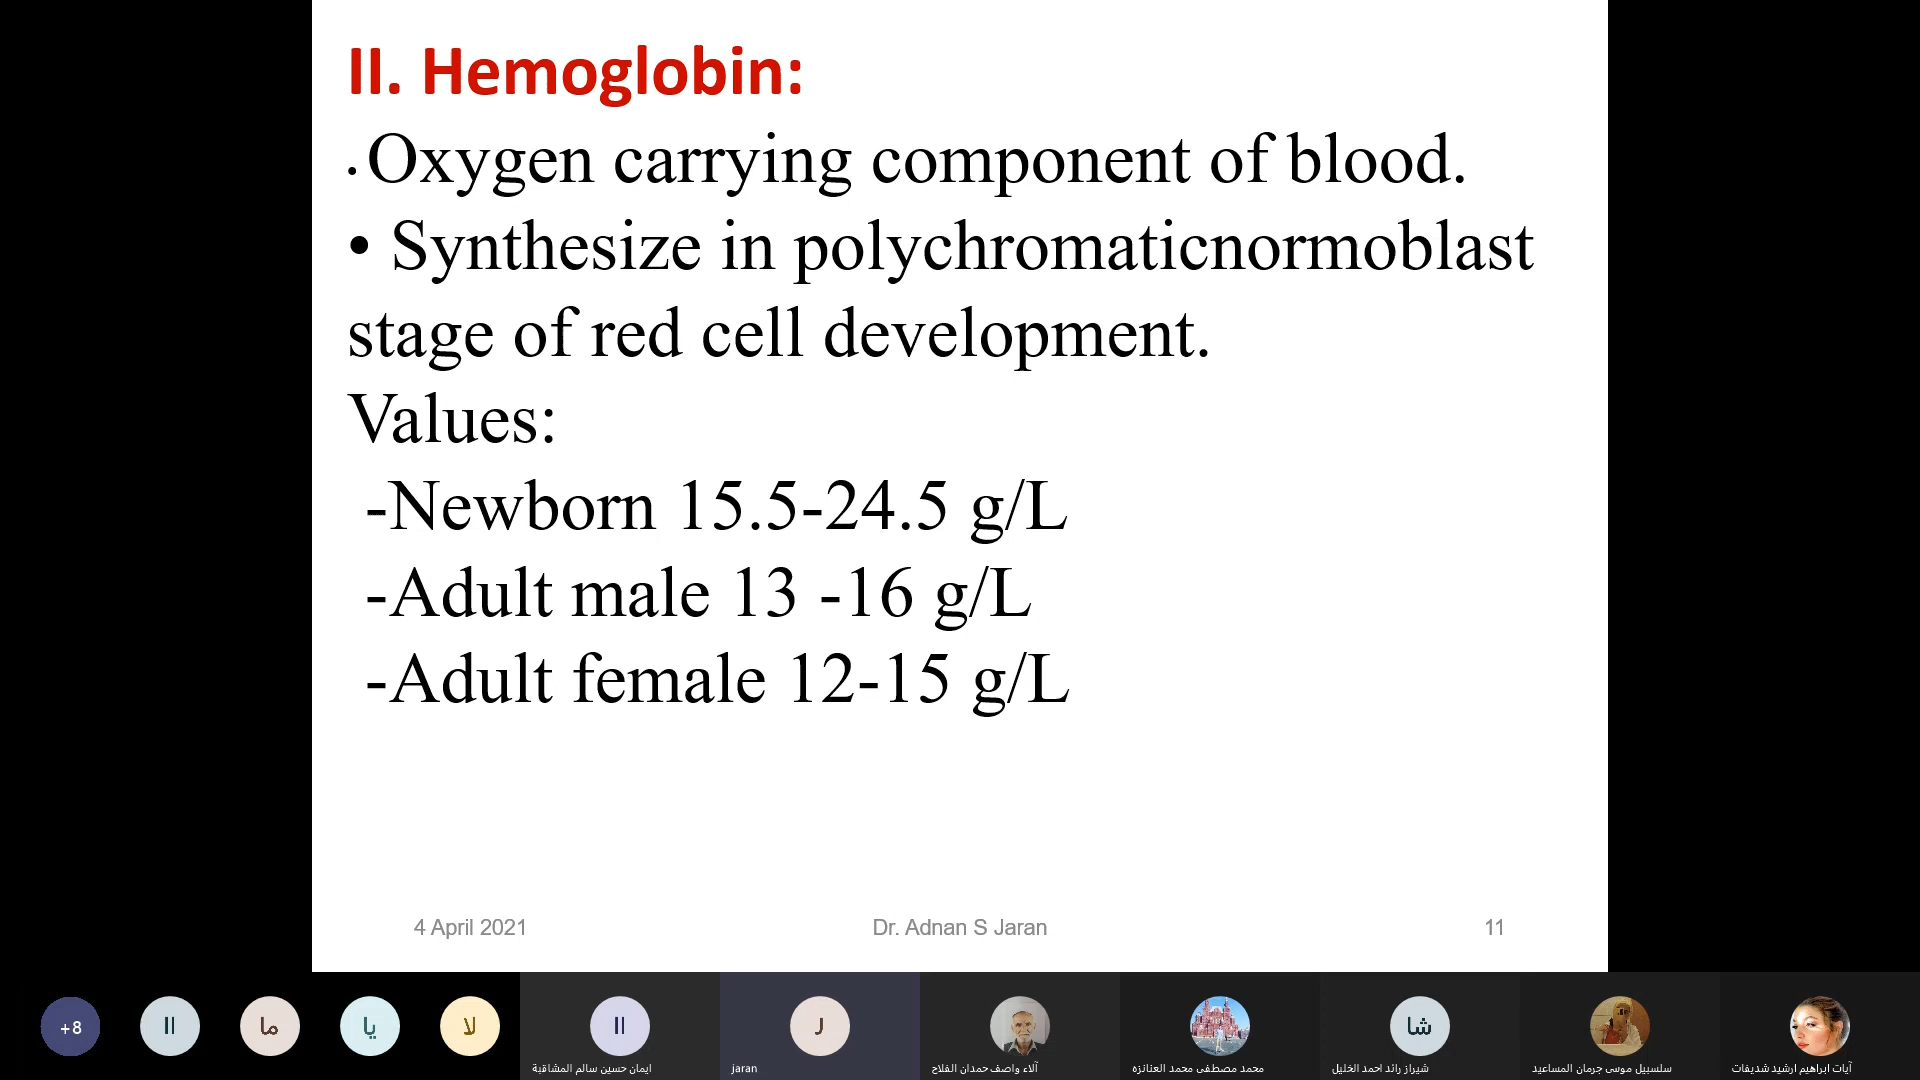 II. Hemoglobin:
• Oxygen carrying component of blood.
• Synthesize in polychromaticnormoblast
stage of red cell development.
Values:
-Newborn 15.5-24.5 g/L
-Adult male 13 -16 g/L
-Adult female 12-15 g/L
4 April 2021
Dr. Adnan S Jaran
11
+8
اا
ما
يا
لا
اا
ر
شا
ايمان حسين سالم المشاقبة
jaran
آلاء واصف حمدان الفلاح
محمد مصطفى محمد العنانزه
شيراز رائد احمد الخليل
سلسبيل موسى جرمان المساعيد
آيات ابراهيم ارشيد شديفات